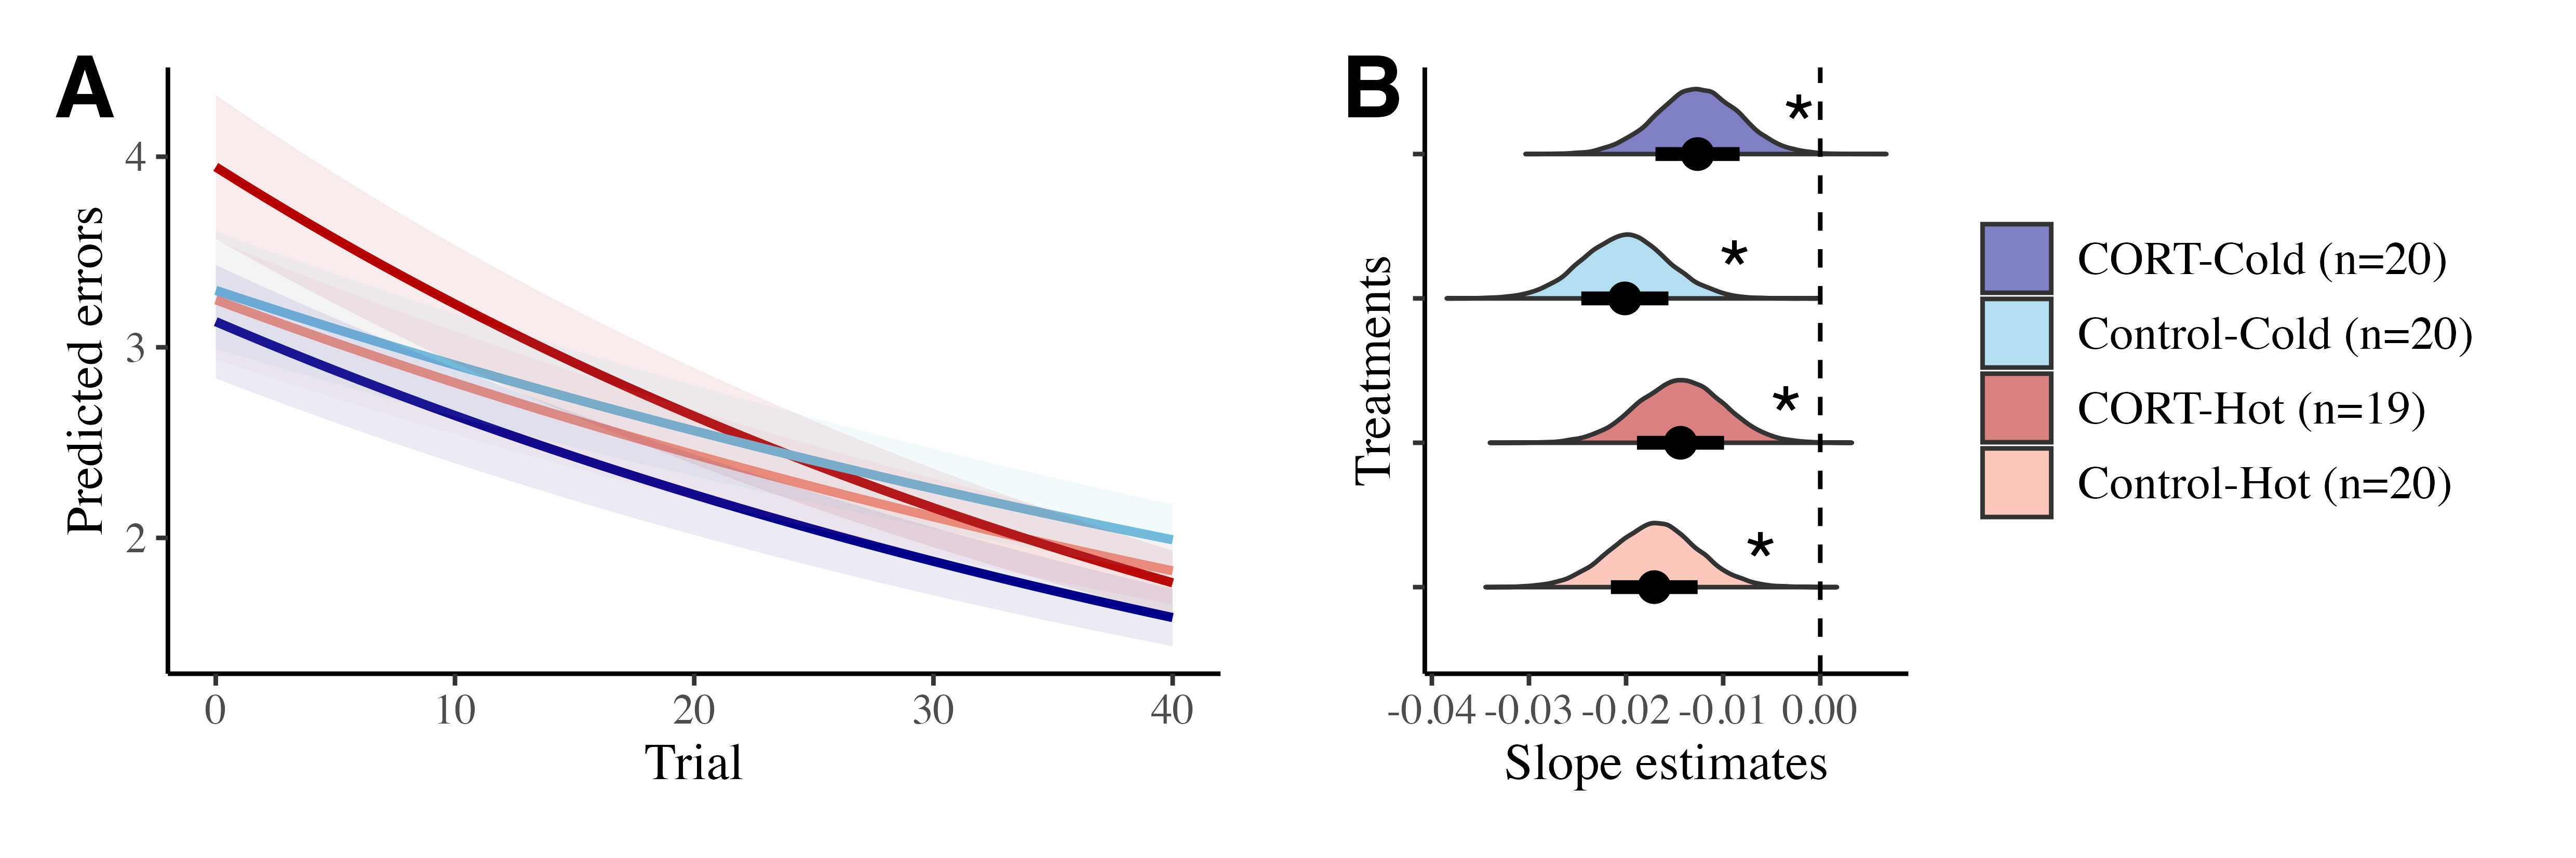 A
Predicted errors
4
3
2
0 10 20 30 40
Trial
B
Treatments
*
*
*
*
-0.04 -0.03 -0.02 -0.01 0.00
Slope estimates
CORT-Cold (n=20)
Control-Cold (n=20)
CORT-Hot (n=19)
Control-Hot (n=20)